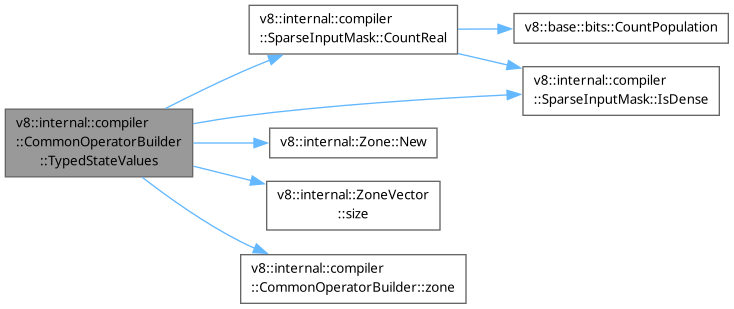 v8::internal::compiler
::SparseInputMask::CountReal
v8::base::bits::CountPopulation
v8::internal::compiler
::SparseInputMask::IsDense
v8::internal::compiler
::CommonOperatorBuilder
::TypedStateValues
v8::internal::Zone::New
v8::internal::ZoneVector
::size
v8::internal::compiler
::CommonOperatorBuilder::zone